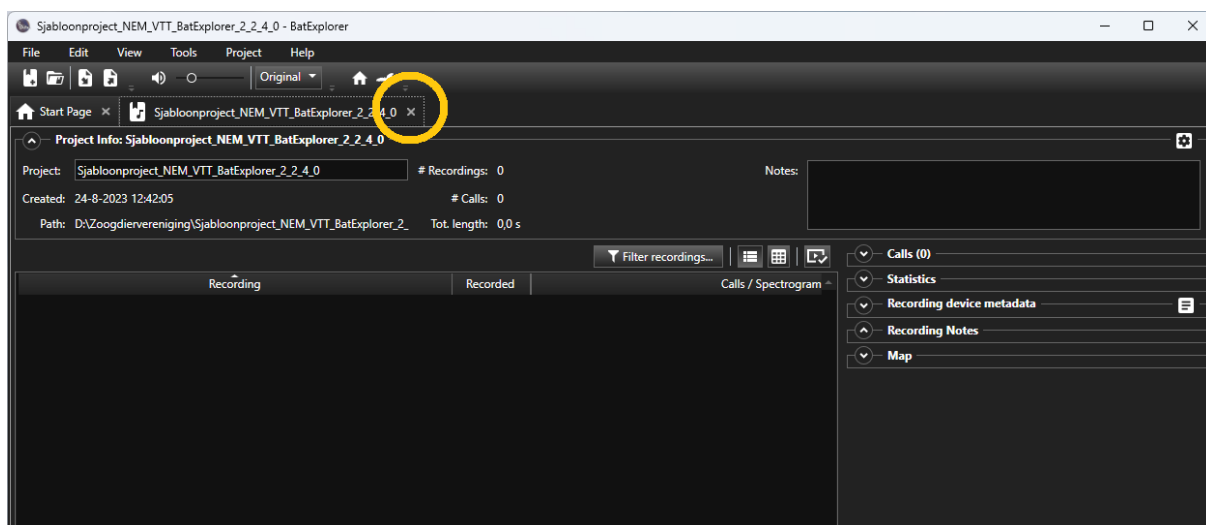 Sjabloonproject_NEM_VTT_BatExplorer_2_2_4_0 - BatExplorer
File Edit View Tools Project Help
Original
Start Page Sjabloonproject_NEM_VTT_BatExplorer_2_2_4_0
Project Info: Sjabloonproject_NEM_VTT_BatExplorer_2_2_4_0
Project: Sjabloonproject_NEM_VTT_BatExplorer_2_2_4_0 # Recordings: 0 Notes:
Created: 24-8-2023 12:42:05 # Calls: 0
Path: D:\Zoogdiervereniging\Sjabloonproject_NEM_VTT_BatExplorer_2_ Tot. length: 0,0 s
Filter recordings... Calls (0)
Recording Recorded Calls / Spectrogram Statistics
Recording device metadata
Recording Notes
Map